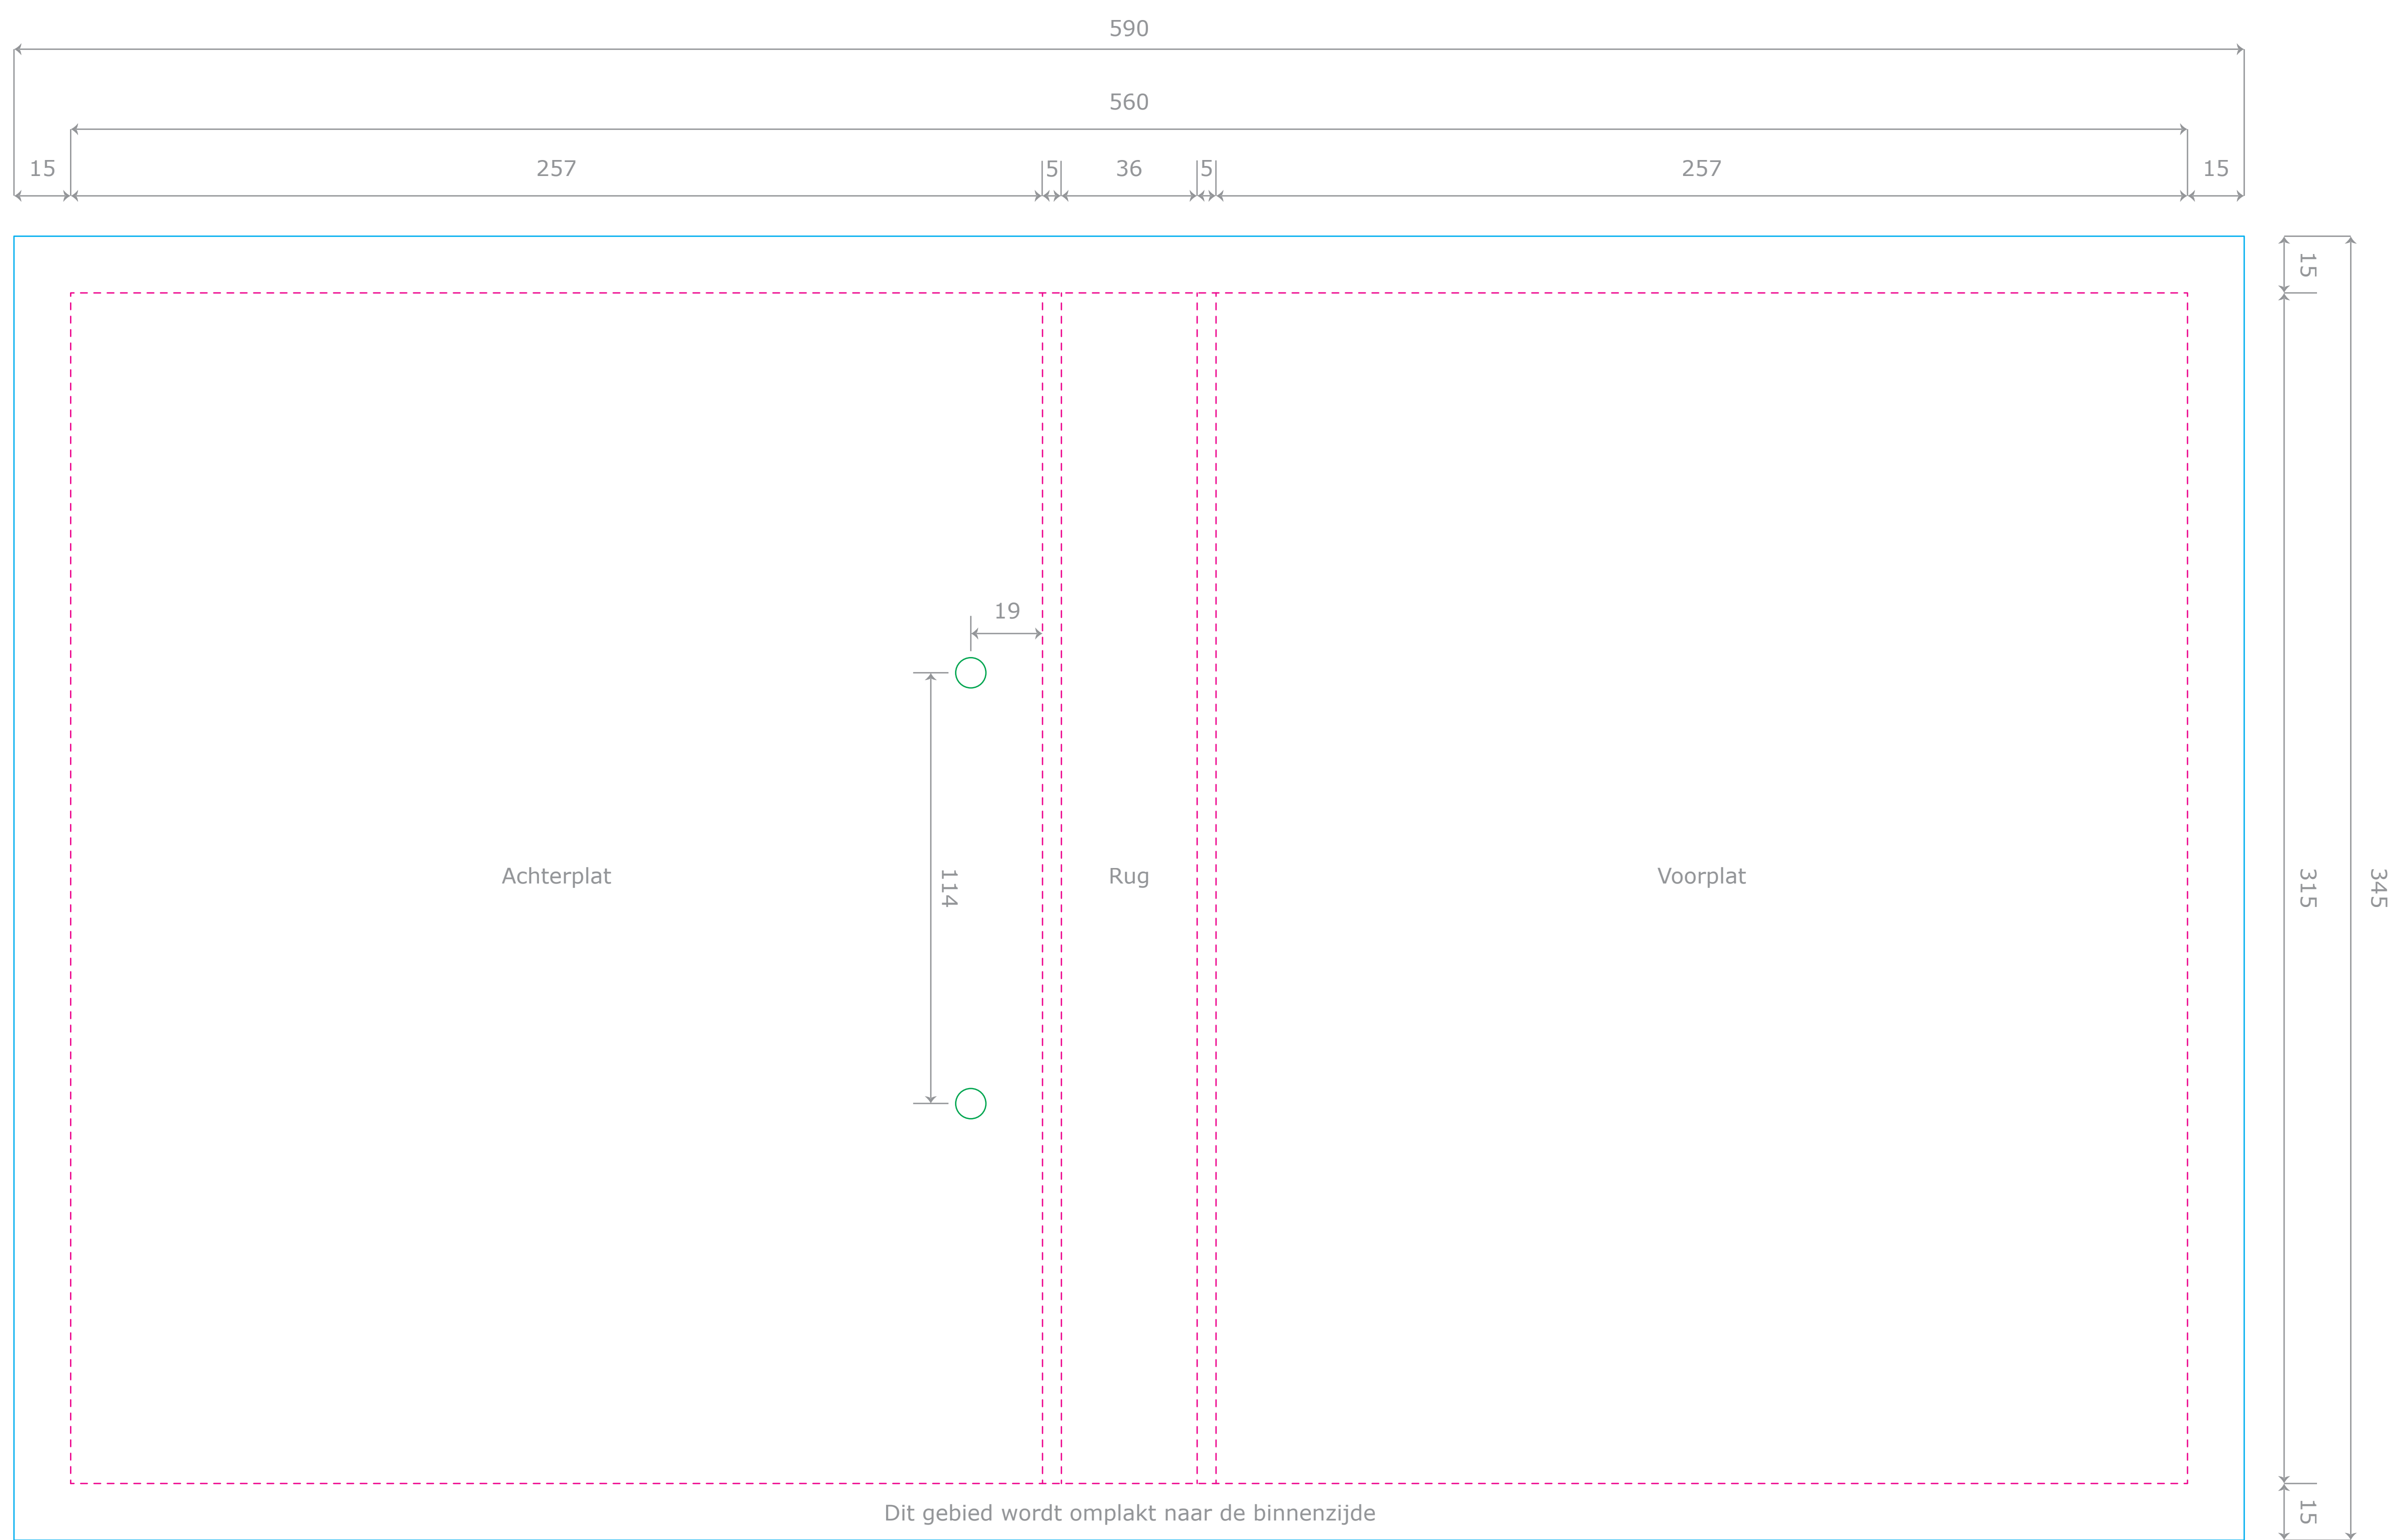 590
560
15 257 5 36 5 257 15
15
19
114
Achterplat Rug Voorplat
315 345
Dit gebied wordt omplakt naar de binnenzijde
15